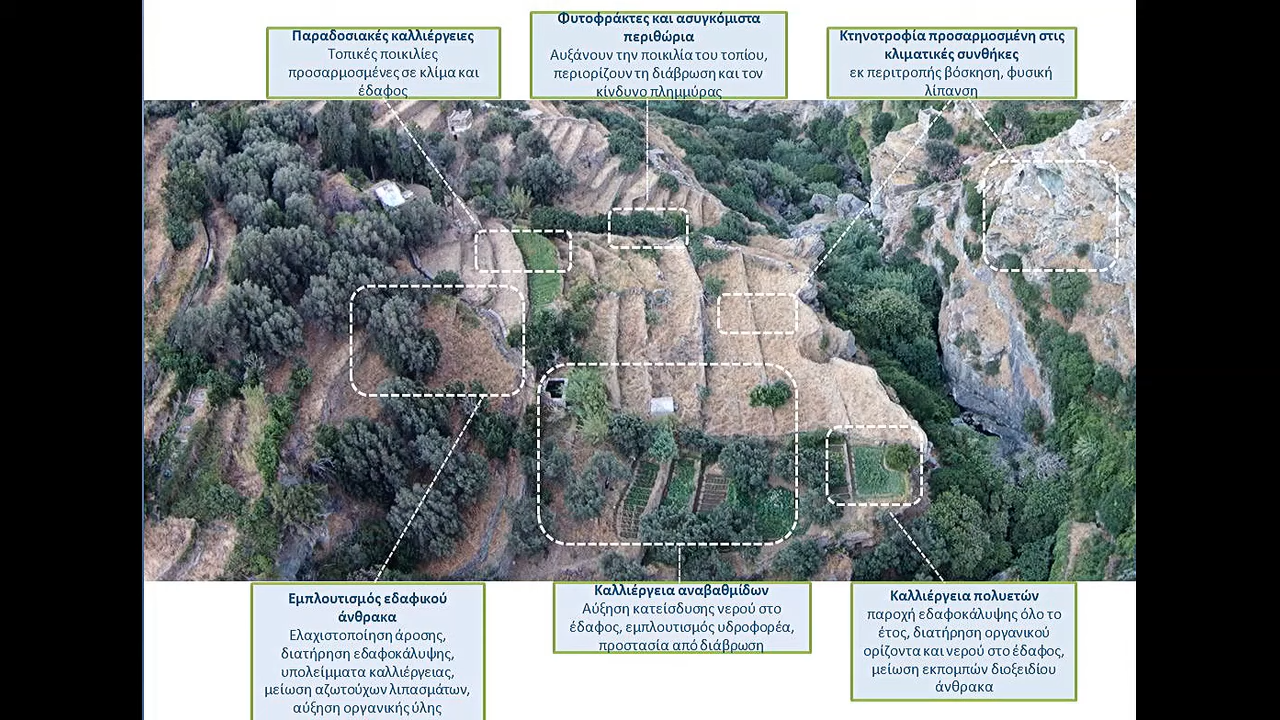 Παραδοσιακές καλλιέργειες
Τοπικές ποικιλίες
προσαρμοσμένες σε κλίμα και
έδαφος
Φυτοφράκτες και ασυγκόμιστα
περιθώρια
Αυξάνουν την ποικιλία του τοπίου,
περιορίζουν τη διάβρωση και τον
κίνδυνο πλημμύρας
Κτηνοτροφία προσαρμοσμένη στις
κλιματικές συνθήκες
εκ περιτροπής βόσκηση, φυσική
λίπανση
Εμπλουτισμός εδαφικού
άνθρακα
Ελαχιστοποίηση άροσης,
διατήρηση εδαφοκάλυψης,
υπολείμματα καλλιέργειας,
μείωση αζωτούχων λιπασμάτων,
αύξηση οργανικής ύλης
Καλλιέργεια αναβαθμίδων
Αύξηση κατείσδυσης νερού στο
έδαφος, εμπλουτισμός υδροφορέα,
προστασία από διάβρωση
Καλλιέργεια πολυετών
παροχή εδαφοκάλυψης όλο το
έτος, διατήρηση οργανικού
ορίζοντα και νερού στο έδαφος,
μείωση εκπομπών διοξειδίου
άνθρακα